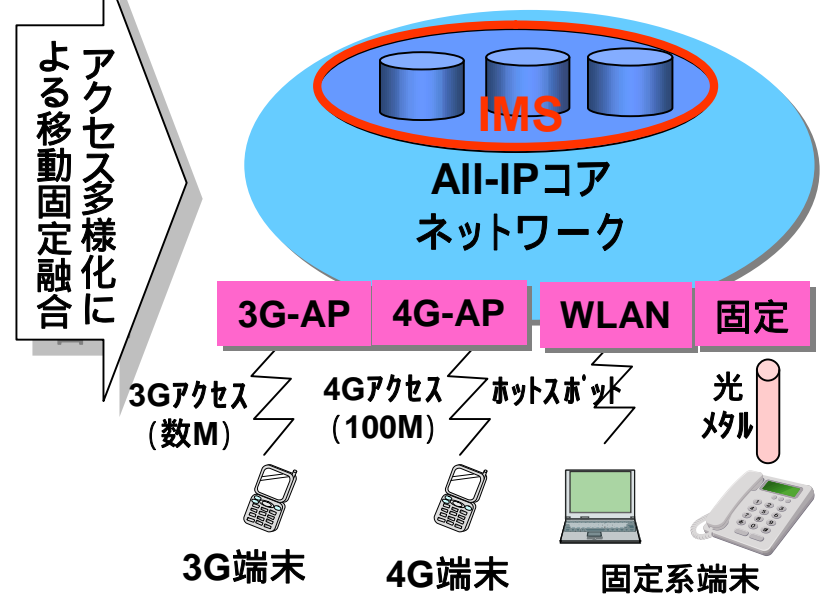 アクセス多様化に
よる移動固定融合
IMS
All-IPコア
ネットワーク
3G-AP
4G-AP
WLAN
固定
3Gアクセス
(数M)
4Gアクセス
(100M)
ホットスポット
光
メタル
3G端末
4G端末
固定系端末